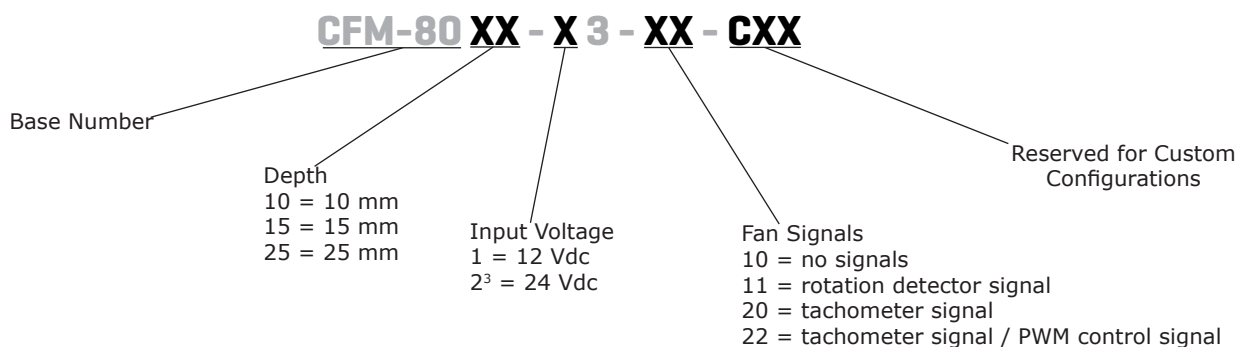 CFM-80 XX - X 3 - XX - CXX
Base Number
Depth
10 = 10 mm
15 = 15 mm
25 = 25 mm
Input Voltage
1 = 12 Vdc
2³ = 24 Vdc
Fan Signals
10 = no signals
11 = rotation detector signal
20 = tachometer signal
22 = tachometer signal / PWM control signal
Reserved for Custom
Configurations